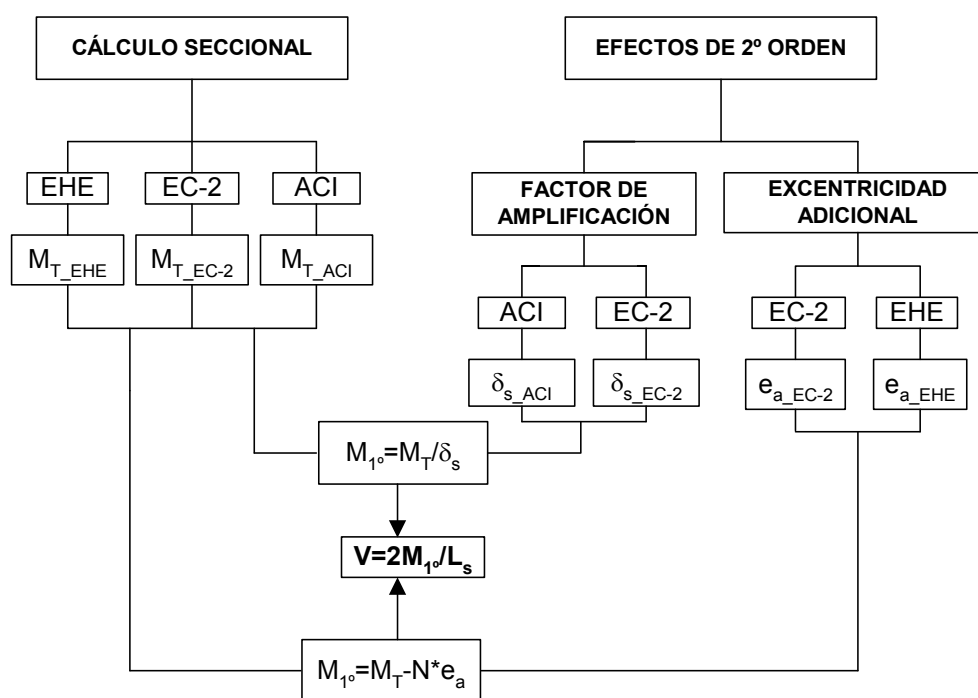 CÁLCULO SECCIONAL
EFECTOS DE 2º ORDEN
EHE
EC-2
ACI
FACTOR DE
AMPLIFICACIÓN
EXCENTRICIDAD
ADICIONAL
M_T_EHE
M_T_EC-2
M_T_ACI
ACI
EC-2
EC-2
EHE
δ_s_ACI
δ_s_EC-2
e_a_EC-2
e_a_EHE
M_1º=M_T/δ_s
V=2M_1º/L_s
M_1º=M_T-N*e_a